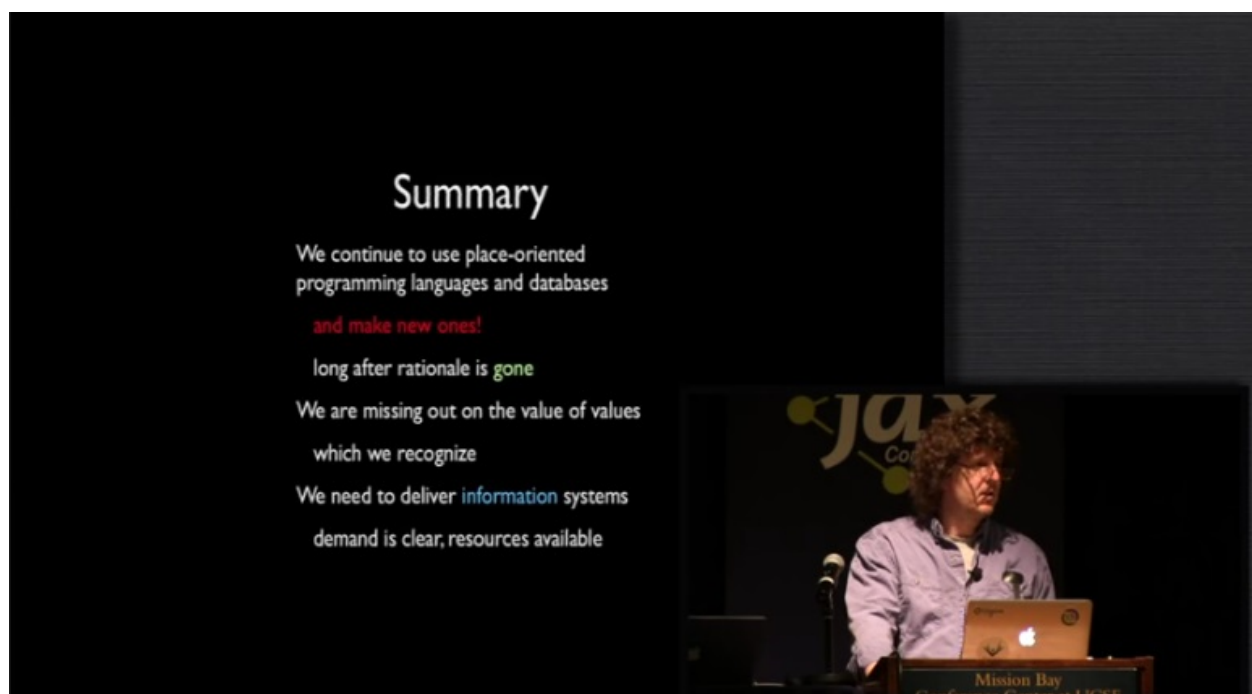 Summary
We continue to use place-oriented
programming languages and databases
and make new ones!
long after rationale is gone
We are missing out on the value of values
which we recognize
We need to deliver information systems
demand is clear, resources available
jax
Mission Bay